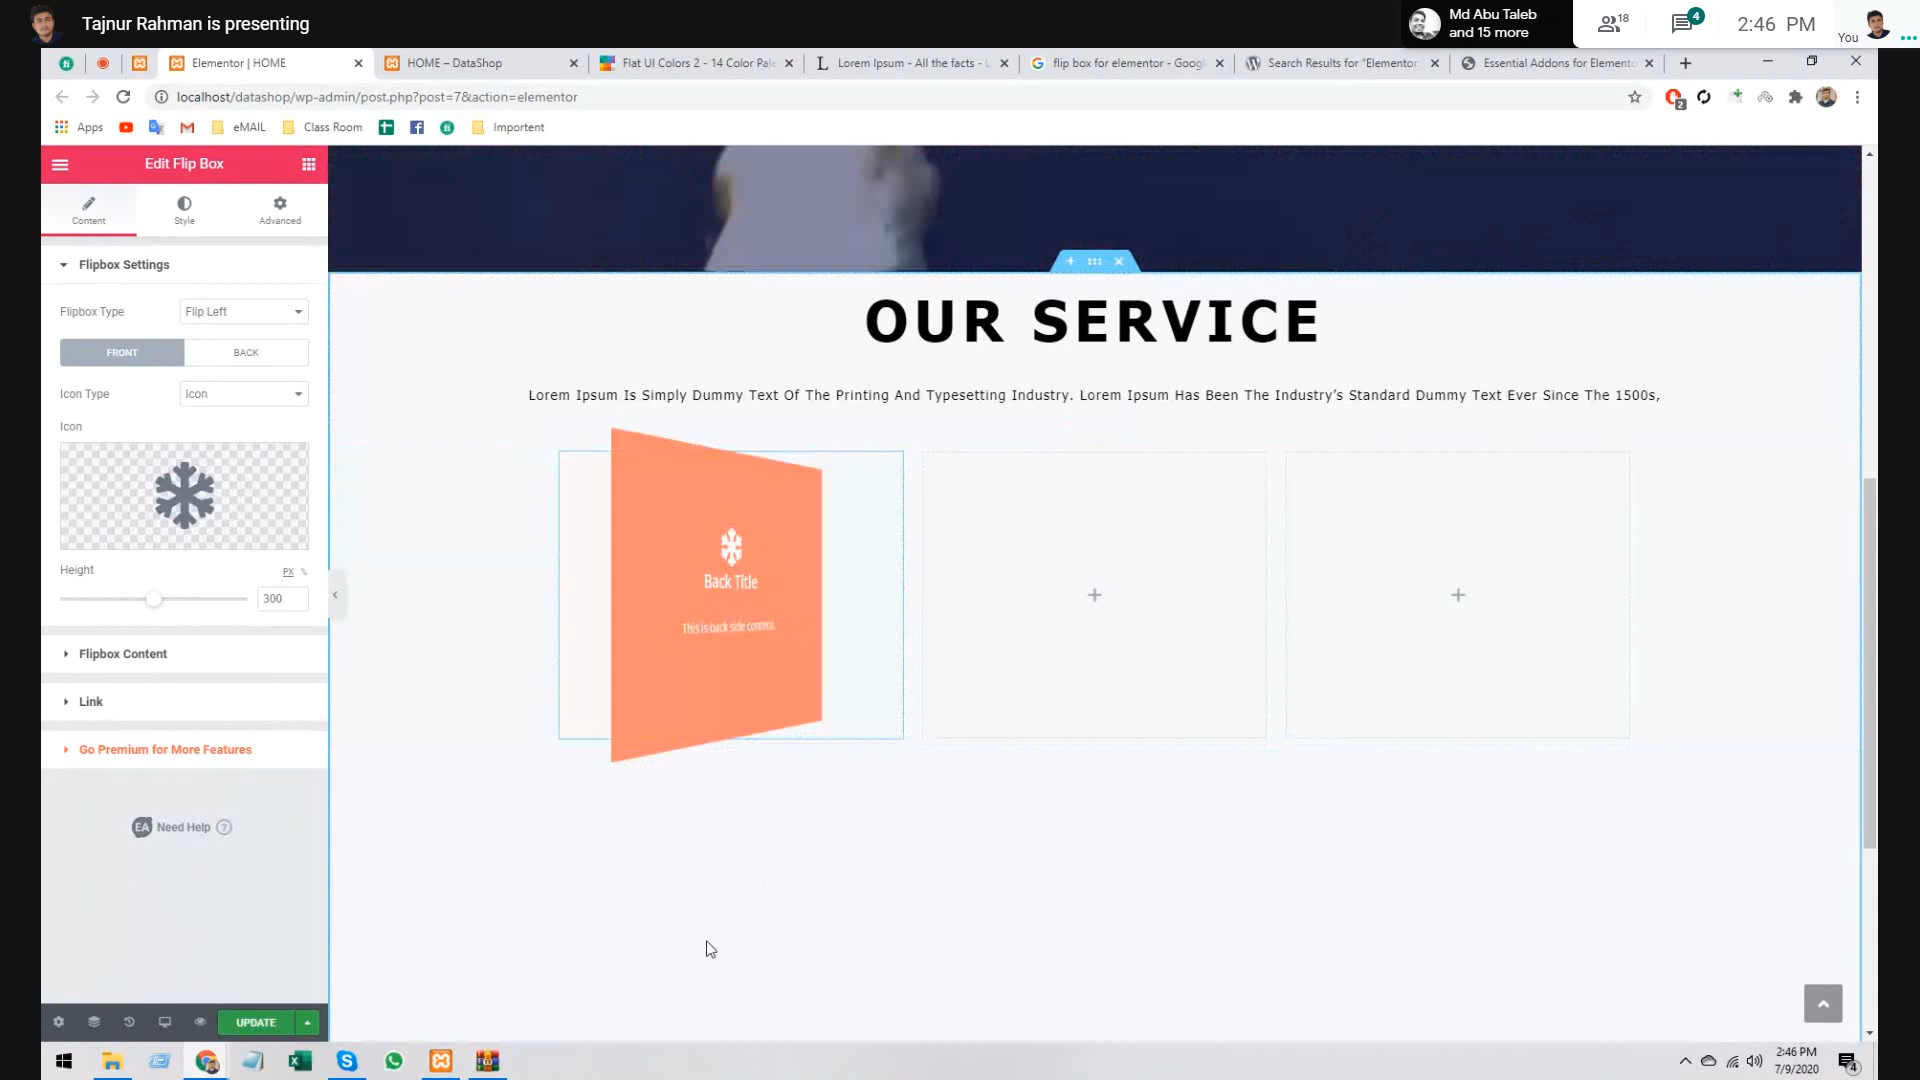 Tajnur Rahman is presenting
Md Abu Taleb
and 15 more
18
4
2:46 PM
You
Elementor | HOME
HOME – DataShop
Flat UI Colors 2 - 14 Color Pale
Lorem Ipsum - All the facts - L
flip box for elementor - Google
Search Results for "Elementor
Essential Addons for Elemento
localhost/datashop/wp-admin/post.php?post=7&action=elementor
2
Apps
eMAIL
Class Room
Importent
Edit Flip Box
Content
Style
Advanced
Flipbox Settings
Flipbox Type
Flip Left
FRONT
BACK
Icon Type
Icon
Icon
Height
PX
%
300
Flipbox Content
Link
Go Premium for More Features
EA Need Help ?
UPDATE
OUR SERVICE
Lorem Ipsum Is Simply Dummy Text Of The Printing And Typesetting Industry. Lorem Ipsum Has Been The Industry's Standard Dummy Text Ever Since The 1500s,
Back Title
This is back side content.
2:46 PM
7/9/2020
4